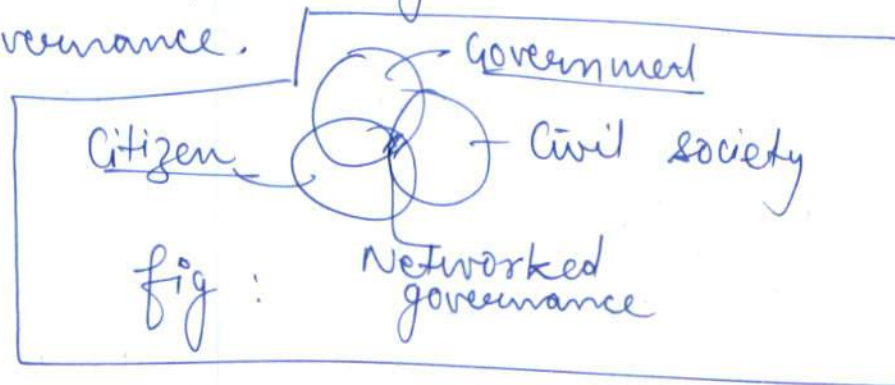 vernance.
Government
Citizen
Civil society
fig : Networked
governance